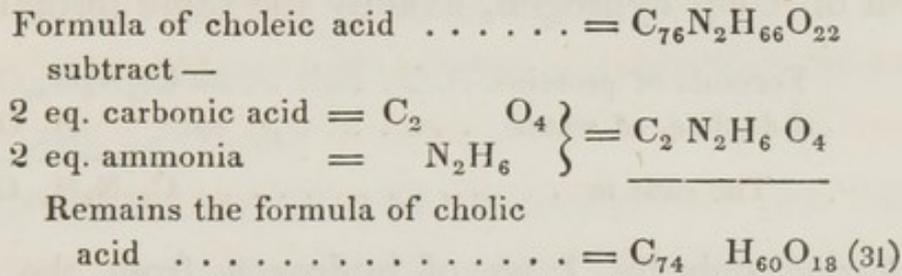 Formula of choleic acid ...... = C₇₆N₂H₆₆O₂₂
subtract —
2 eq. carbonic acid = C₂ O₄ } = C₂ N₂H₆ O₄
2 eq. ammonia = N₂H₆
Remains the formula of cholic
acid ............... = C₇₄ H₆₀O₁₈ (31)